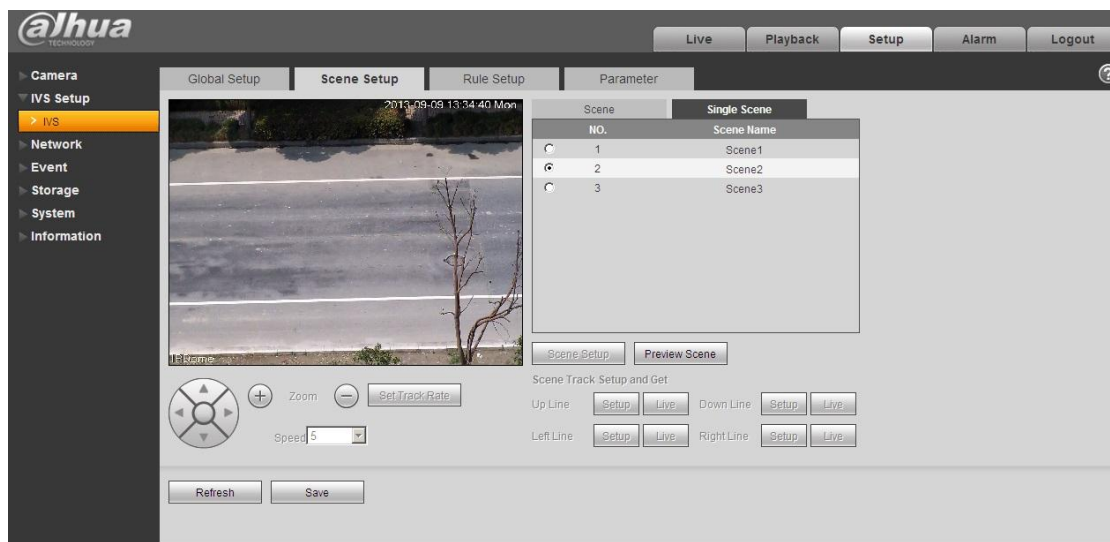 alhua
TECHNOLOGY
Live Playback Setup Alarm Logout
Camera
IVS Setup
> IVS
Network
Event
Storage
System
Information
Global Setup Scene Setup Rule Setup Parameter
2013-09-09 13:34:40 Mon
IPDome
Scene Single Scene
NO. Scene Name
1 Scene1
2 Scene2
3 Scene3
Scene Setup Preview Scene
Scene Track Setup and Get
Up Line Setup Live Down Line Setup Live
Left Line Setup Live Right Line Setup Live
+ Zoom − Set Track Rate
Speed 5
Refresh Save
?